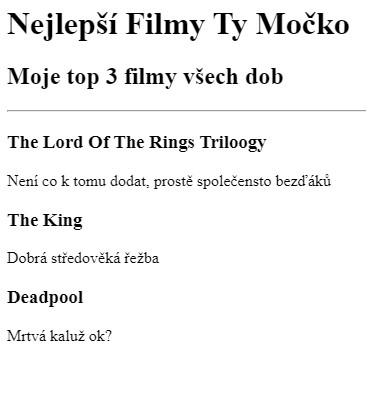 Nejlepší Filmy Ty Močko
Moje top 3 filmy všech dob
The Lord Of The Rings Triloogy
Není co k tomu dodat, prostě společensto bezďáků
The King
Dobrá středověká řežba
Deadpool
Mrtvá kaluž ok?